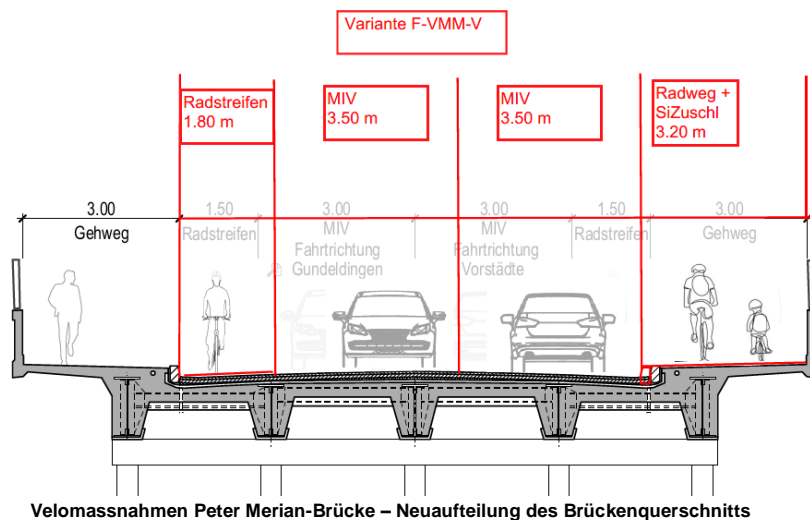 Variante F-VMM-V
Radstreifen
1.80 m
MIV
3.50 m
MIV
3.50 m
Radweg +
SiZuschl
3.20 m
3.00
Gehweg
1.50
Radstreifen
3.00
MIV
Fahrtrichtung
Gundeldingen
3.00
MIV
Fahrtrichtung
Vorstädte
1.50
Radstreifen
3.00
Gehweg
Velomassnahmen Peter Merian-Brücke – Neuaufteilung des Brückenquerschnitts